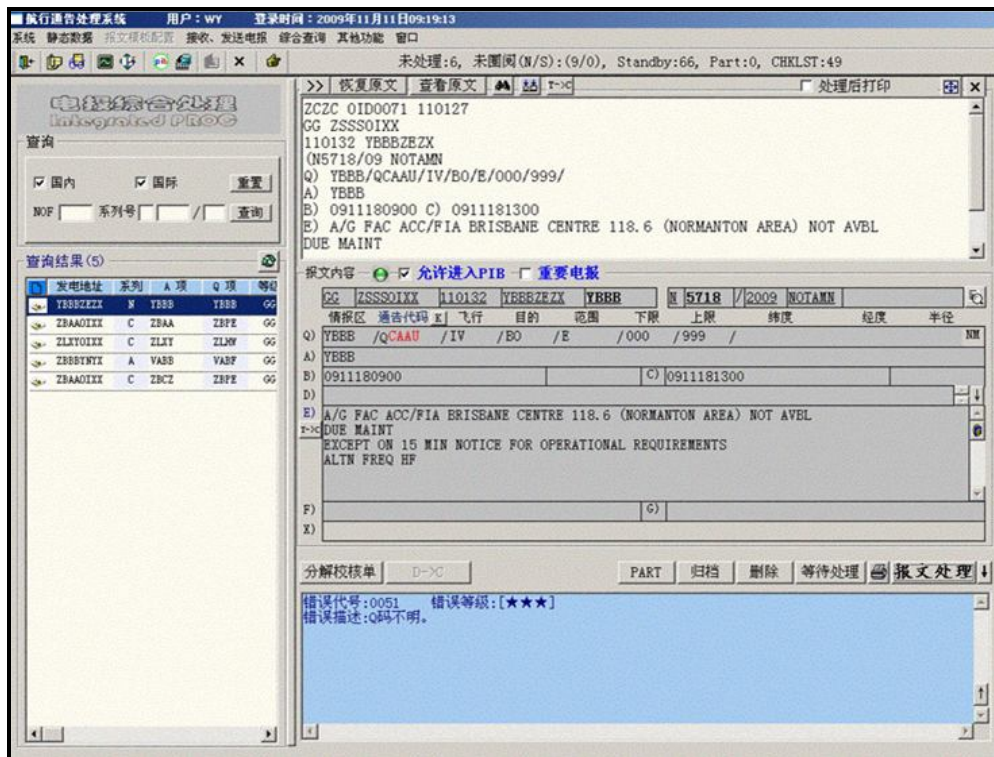 航行通告处理系统 用户：WY 登录时间：2009年11月11日09:19:13
系统 静态数据 报文模板配置 接收、发送电报 综合查询 其他功能 窗口
未处理:6, 未圈阅(N/S):(9/0), Standby:66, Part:0, CHKLST:49
电报综合处理
Integrated PROC
查询
国内 国际 重置
NOF 系列号 / 查询
查询结果(5)
发电地址 系列 A 项 Q 项 等级
YBBBZEZX N YBBB YBBB GG
ZBAAOIXX C ZBAA ZBPE GG
ZLXYOIXX C ZLXY ZLHW GG
ZBBBYNYX A VABB VABF GG
ZBAAOIXX C ZBCZ ZBPE GG
>> 恢复原文 查看原文 T->C 处理后打印
ZCZC OID0071 110127
GG ZSSSOIXX
110132 YBBBZEZX
(N5718/09 NOTAMN
Q) YBBB/QCAAU/IV/BO/E/000/999/
A) YBBB
B) 0911180900 C) 0911181300
E) A/G FAC ACC/FIA BRISBANE CENTRE 118.6 (NORMANTON AREA) NOT AVBL
DUE MAINT
报文内容 允许进入PIB 重要电报
GG ZSSSOIXX 110132 YBBBZEZX YBBB N 5718 / 2009 NOTAMN
情报区 通告代码 K 飞行 目的 范围 下限 上限 纬度 经度 半径
Q) YBBB /QCAAU /IV /BO /E /000 /999 / NM
A) YBBB
B) 0911180900 C) 0911181300
D)
E) A/G FAC ACC/FIA BRISBANE CENTRE 118.6 (NORMANTON AREA) NOT AVBL
T->C DUE MAINT
EXCEPT ON 15 MIN NOTICE FOR OPERATIONAL REQUIREMENTS
ALTN FREQ HF
F) G)
X)
分解校核单 D->C PART 归档 删除 等待处理 报文处理
错误代号:0051 错误等级:[★★★]
错误描述:Q码不明。